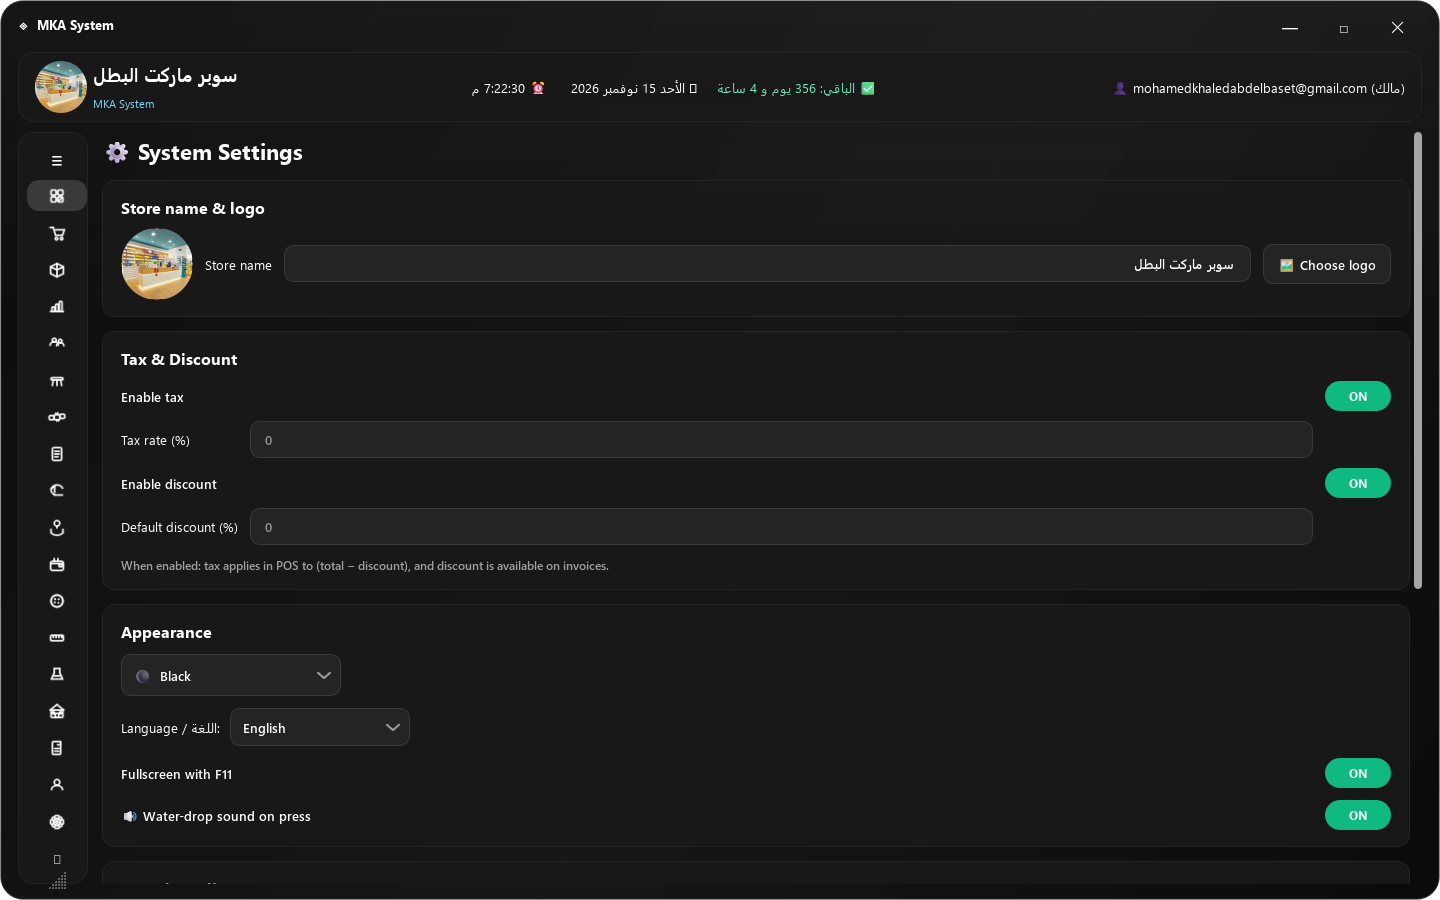 MKA System
سوبر ماركت البطل
MKA System
7:22:30 م
الأحد 15 نوفمبر 2026
الباقي: 356 يوم و 4 ساعة
mohamedkhaledabdelbaset@gmail.com (مالك)
System Settings
Store name & logo
Store name
سوبر ماركت البطل
Choose logo
Tax & Discount
Enable tax
ON
Tax rate (%)
0
Enable discount
ON
Default discount (%)
0
When enabled: tax applies in POS to (total − discount), and discount is available on invoices.
Appearance
Black
Language / اللغة:
English
Fullscreen with F11
ON
Water-drop sound on press
ON